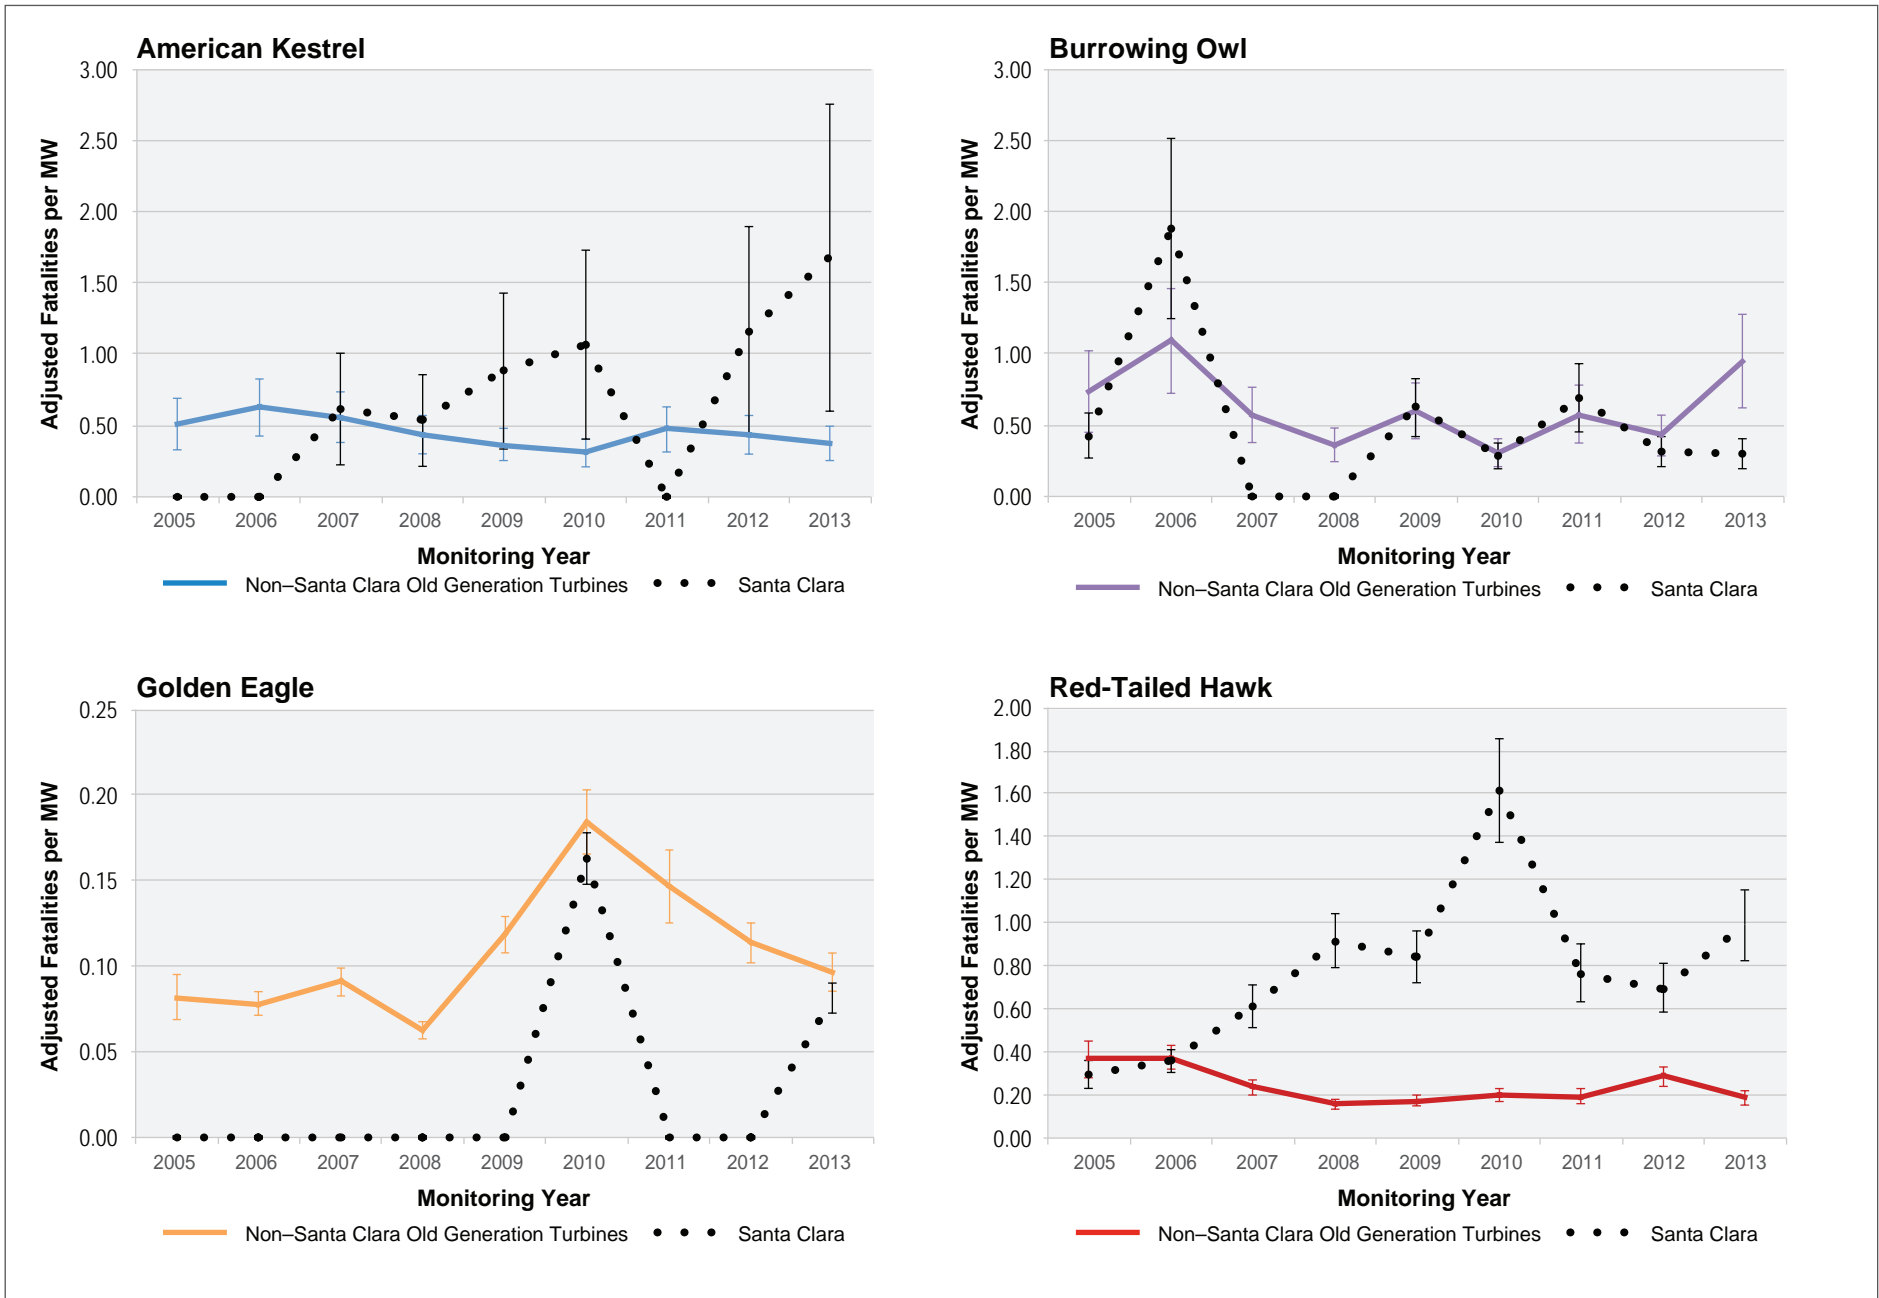 American Kestrel
Adjusted Fatalities per MW
3.00
2.50
2.00
1.50
1.00
0.50
0.00
2005 2006 2007 2008 2009 2010 2011 2012 2013
Monitoring Year
Non–Santa Clara Old Generation Turbines Santa Clara
Burrowing Owl
Adjusted Fatalities per MW
3.00
2.50
2.00
1.50
1.00
0.50
0.00
2005 2006 2007 2008 2009 2010 2011 2012 2013
Monitoring Year
Non–Santa Clara Old Generation Turbines Santa Clara
Golden Eagle
Adjusted Fatalities per MW
0.25
0.20
0.15
0.10
0.05
0.00
2005 2006 2007 2008 2009 2010 2011 2012 2013
Monitoring Year
Non–Santa Clara Old Generation Turbines Santa Clara
Red-Tailed Hawk
Adjusted Fatalities per MW
2.00
1.80
1.60
1.40
1.20
1.00
0.80
0.60
0.40
0.20
0.00
2005 2006 2007 2008 2009 2010 2011 2012 2013
Monitoring Year
Non–Santa Clara Old Generation Turbines Santa Clara